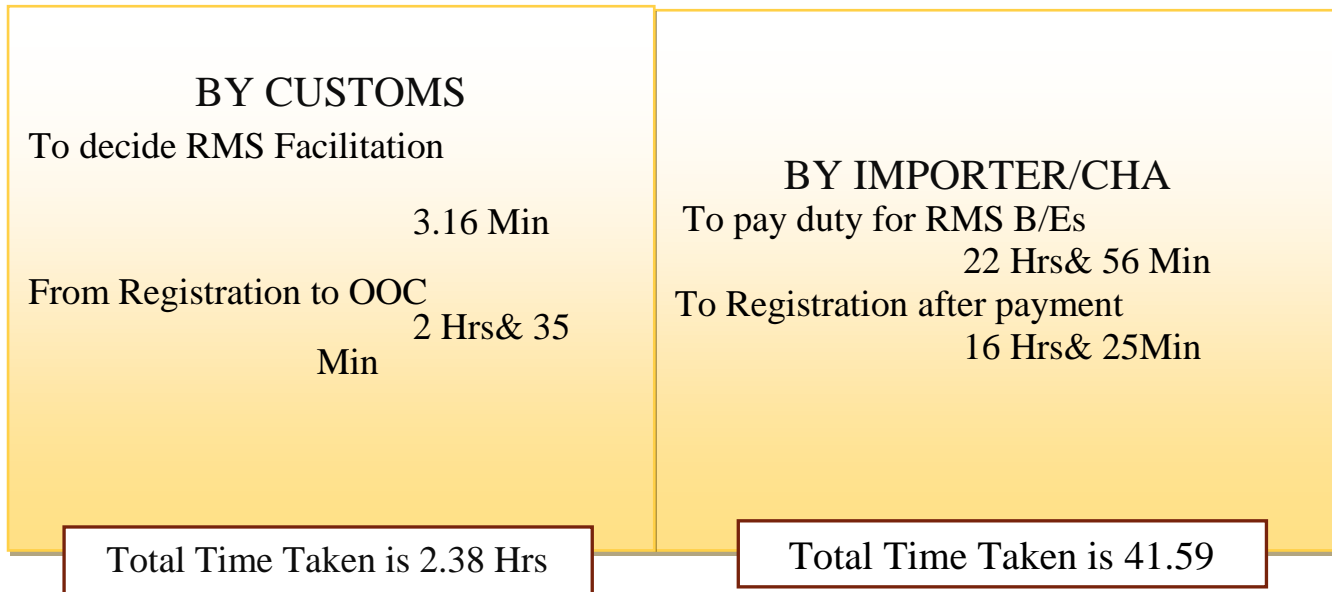 BY CUSTOMS
To decide RMS Facilitation
3.16 Min
From Registration to OOC
2 Hrs& 35
Min
Total Time Taken is 2.38 Hrs
BY IMPORTER/CHA
To pay duty for RMS B/Es
22 Hrs& 56 Min
To Registration after payment
16 Hrs& 25Min
Total Time Taken is 41.59